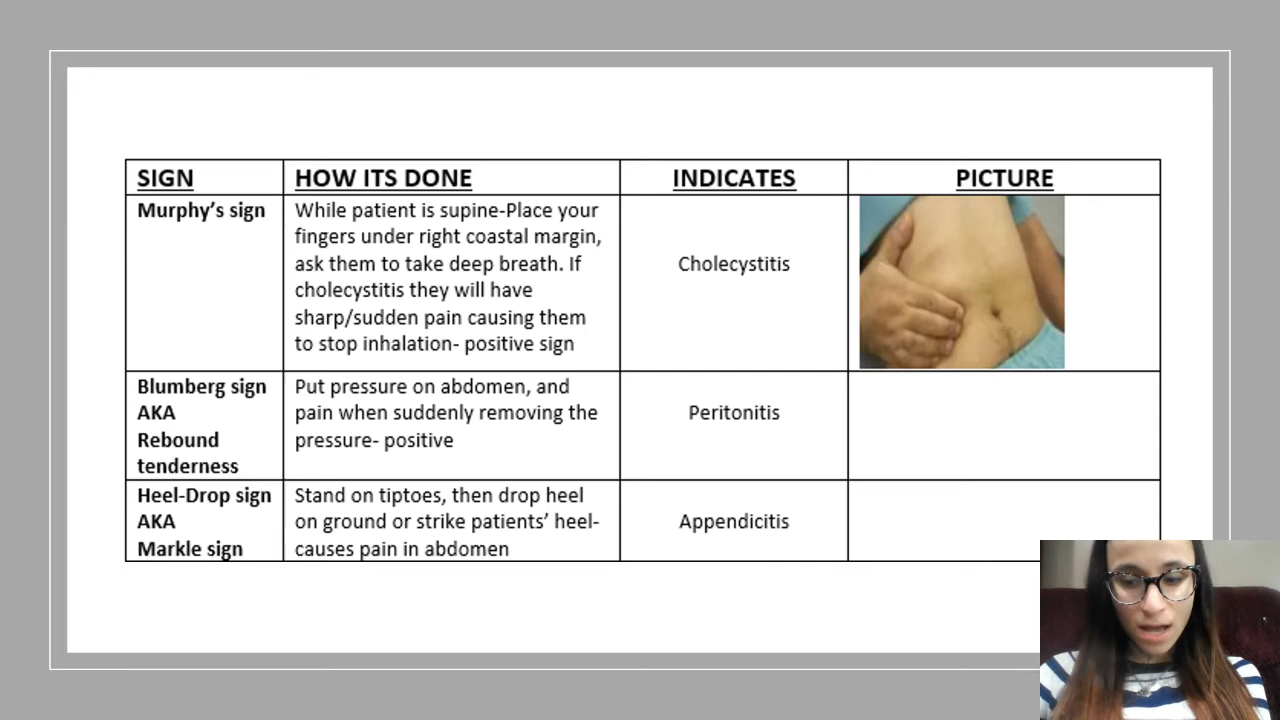 SIGN
HOW ITS DONE
INDICATES
PICTURE
Murphy’s sign
While patient is supine-Place your
fingers under right coastal margin,
ask them to take deep breath. If
cholecystitis they will have
sharp/sudden pain causing them
to stop inhalation- positive sign
Cholecystitis
Blumberg sign
AKA
Rebound
tenderness
Put pressure on abdomen, and
pain when suddenly removing the
pressure- positive
Peritonitis
Heel-Drop sign
AKA
Markle sign
Stand on tiptoes, then drop heel
on ground or strike patients’ heel-
causes pain in abdomen
Appendicitis